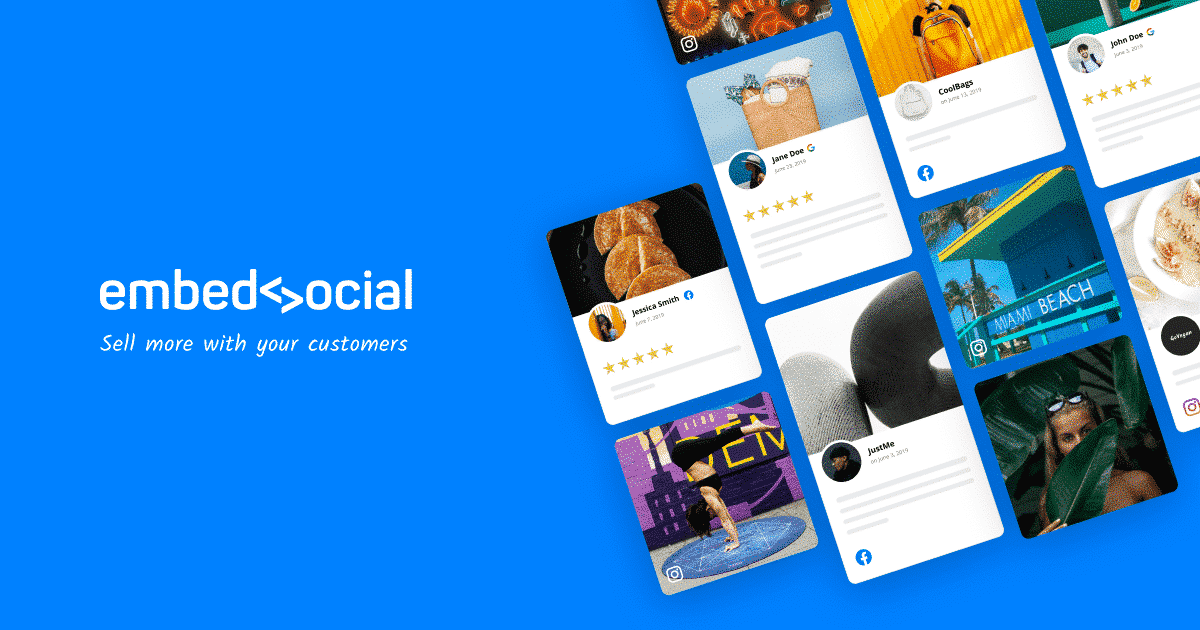 embedsocial
Sell more with your customers
Jessica Smith
June 7, 2019
Jane Doe
June 23, 2019
CoolBags
on June 13, 2019
John Doe
June 3, 2019
MIAMI BEACH
JustMe
on June 3, 2019
GoVegan
DEM